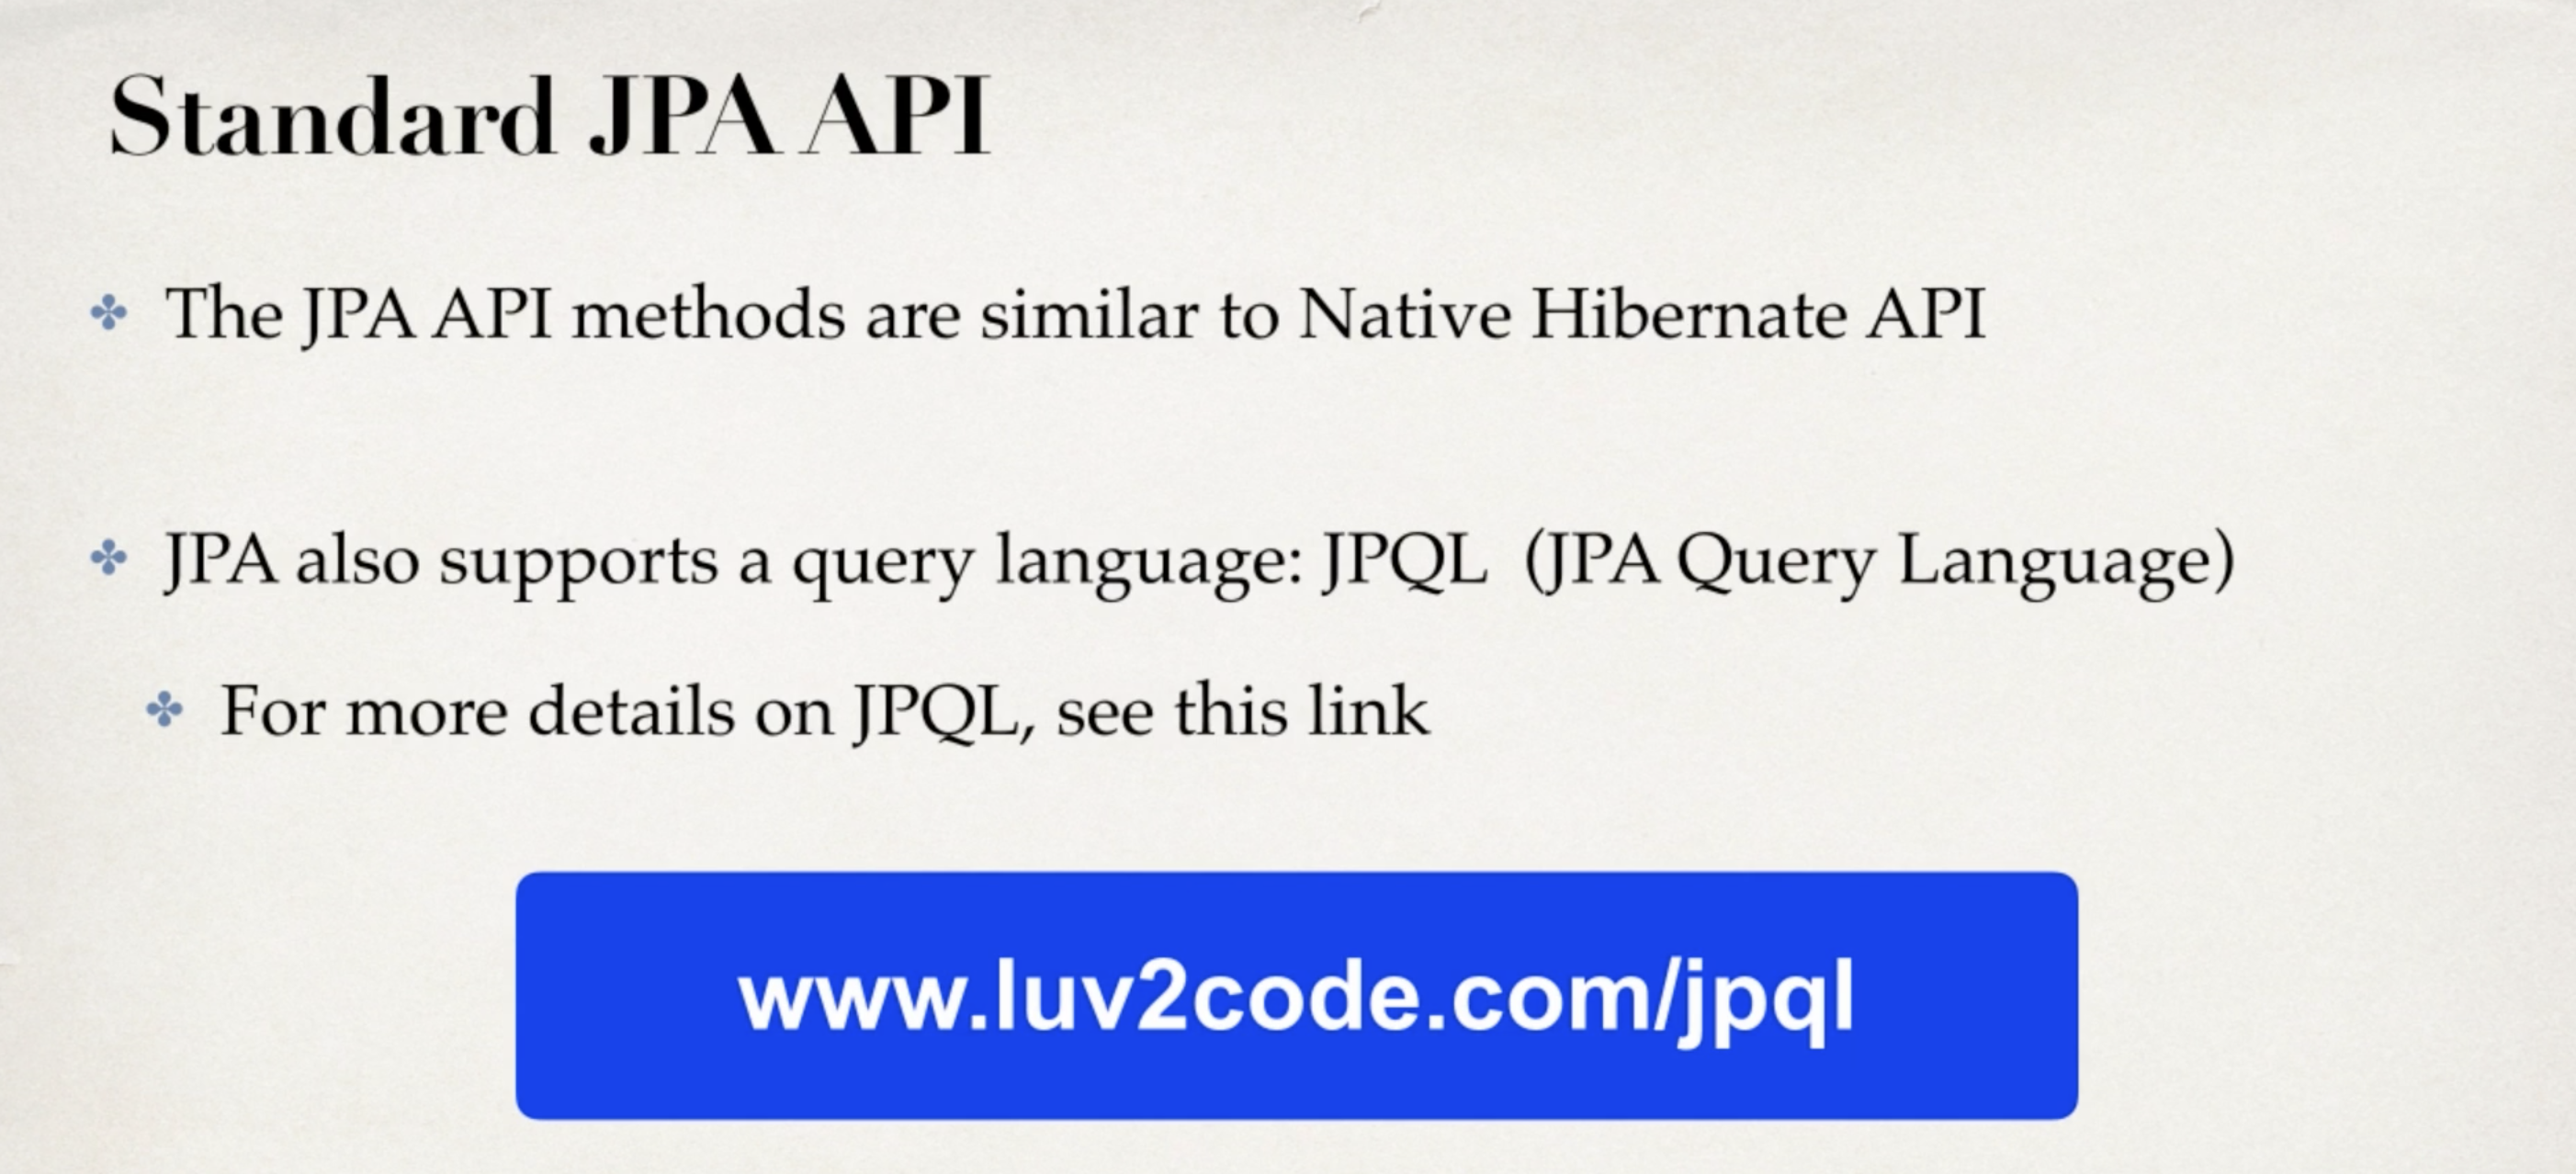 Standard JPA API
The JPA API methods are similar to Native Hibernate API
JPA also supports a query language: JPQL (JPA Query Language)
For more details on JPQL, see this link
www.luv2code.com/jpql